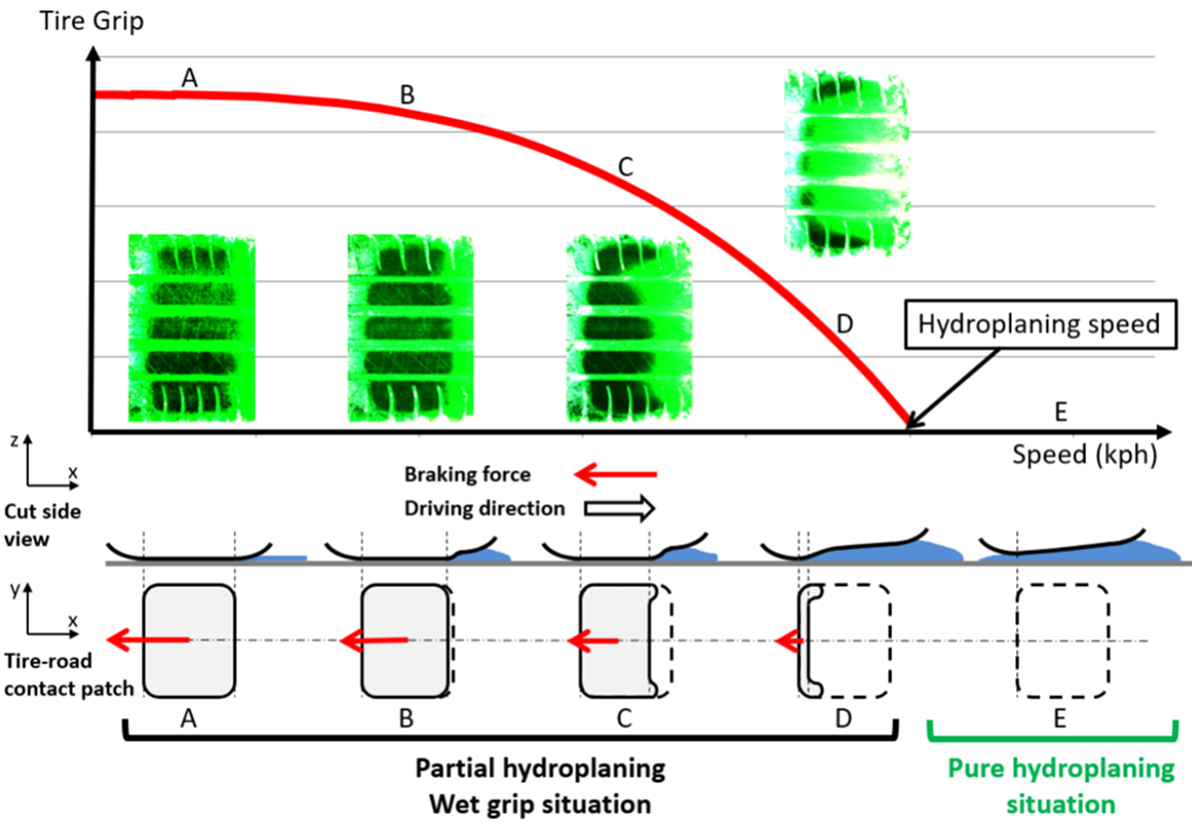 Tire Grip
A
B
C
D
Hydroplaning speed
E
Speed (kph)
z
x
Cut side
view
Braking force
Driving direction
y
x
Tire-road
contact patch
A
B
C
D
E
Partial hydroplaning
Wet grip situation
Pure hydroplaning
situation